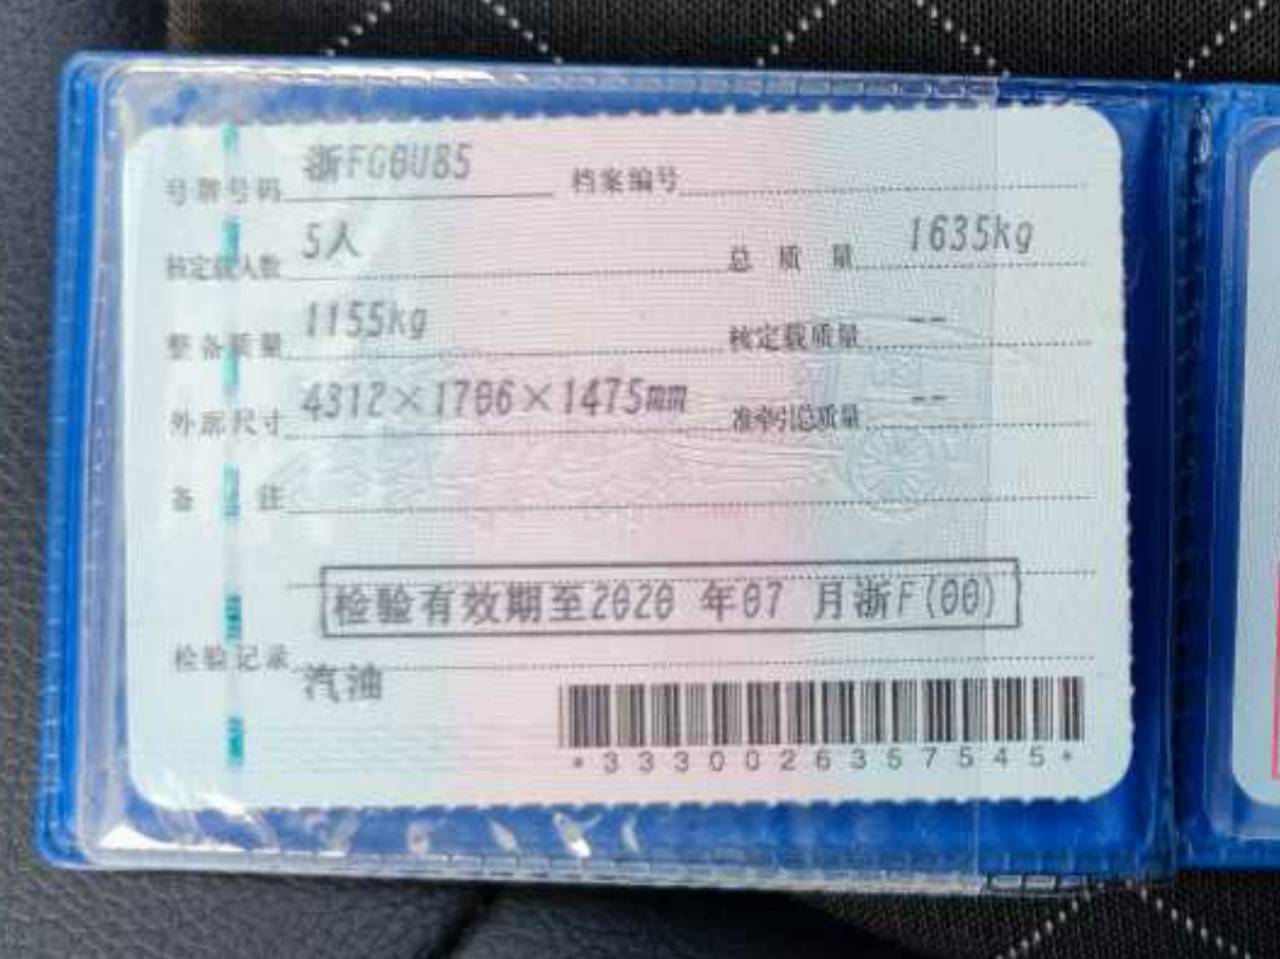 号牌号码 浙FG0U85 档案编号
核定载人数 5人 总质量 1635kg
整备质量 1155kg 核定载质量 --
外廓尺寸 4312×1706×1475mm 准牵引总质量 --
备注
检验有效期至2020 年07 月浙F(00)
检验记录
汽油
*3330026357545*